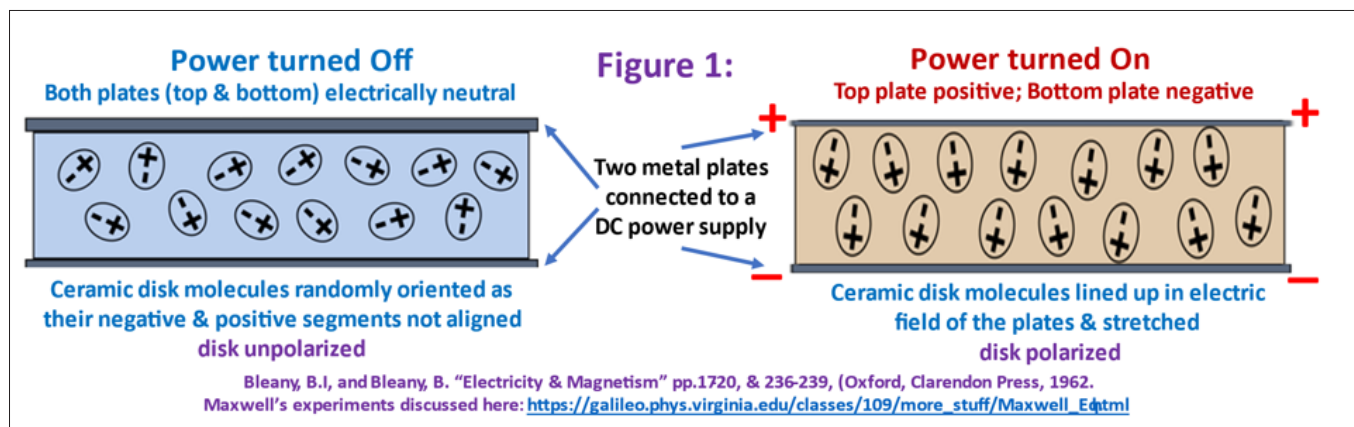 Power turned Off
Both plates (top & bottom) electrically neutral
Figure 1:
Power turned On
Top plate positive; Bottom plate negative
Two metal plates
connected to a
DC power supply
Ceramic disk molecules randomly oriented as
their negative & positive segments not aligned
disk unpolarized
Ceramic disk molecules lined up in electric
field of the plates & stretched
disk polarized
Bleany, B.I, and Bleany, B. “Electricity & Magnetism” pp.1720, & 236-239, (Oxford, Clarendon Press, 1962.
Maxwell’s experiments discussed here: https://galileo.phys.virginia.edu/classes/109/more_stuff/